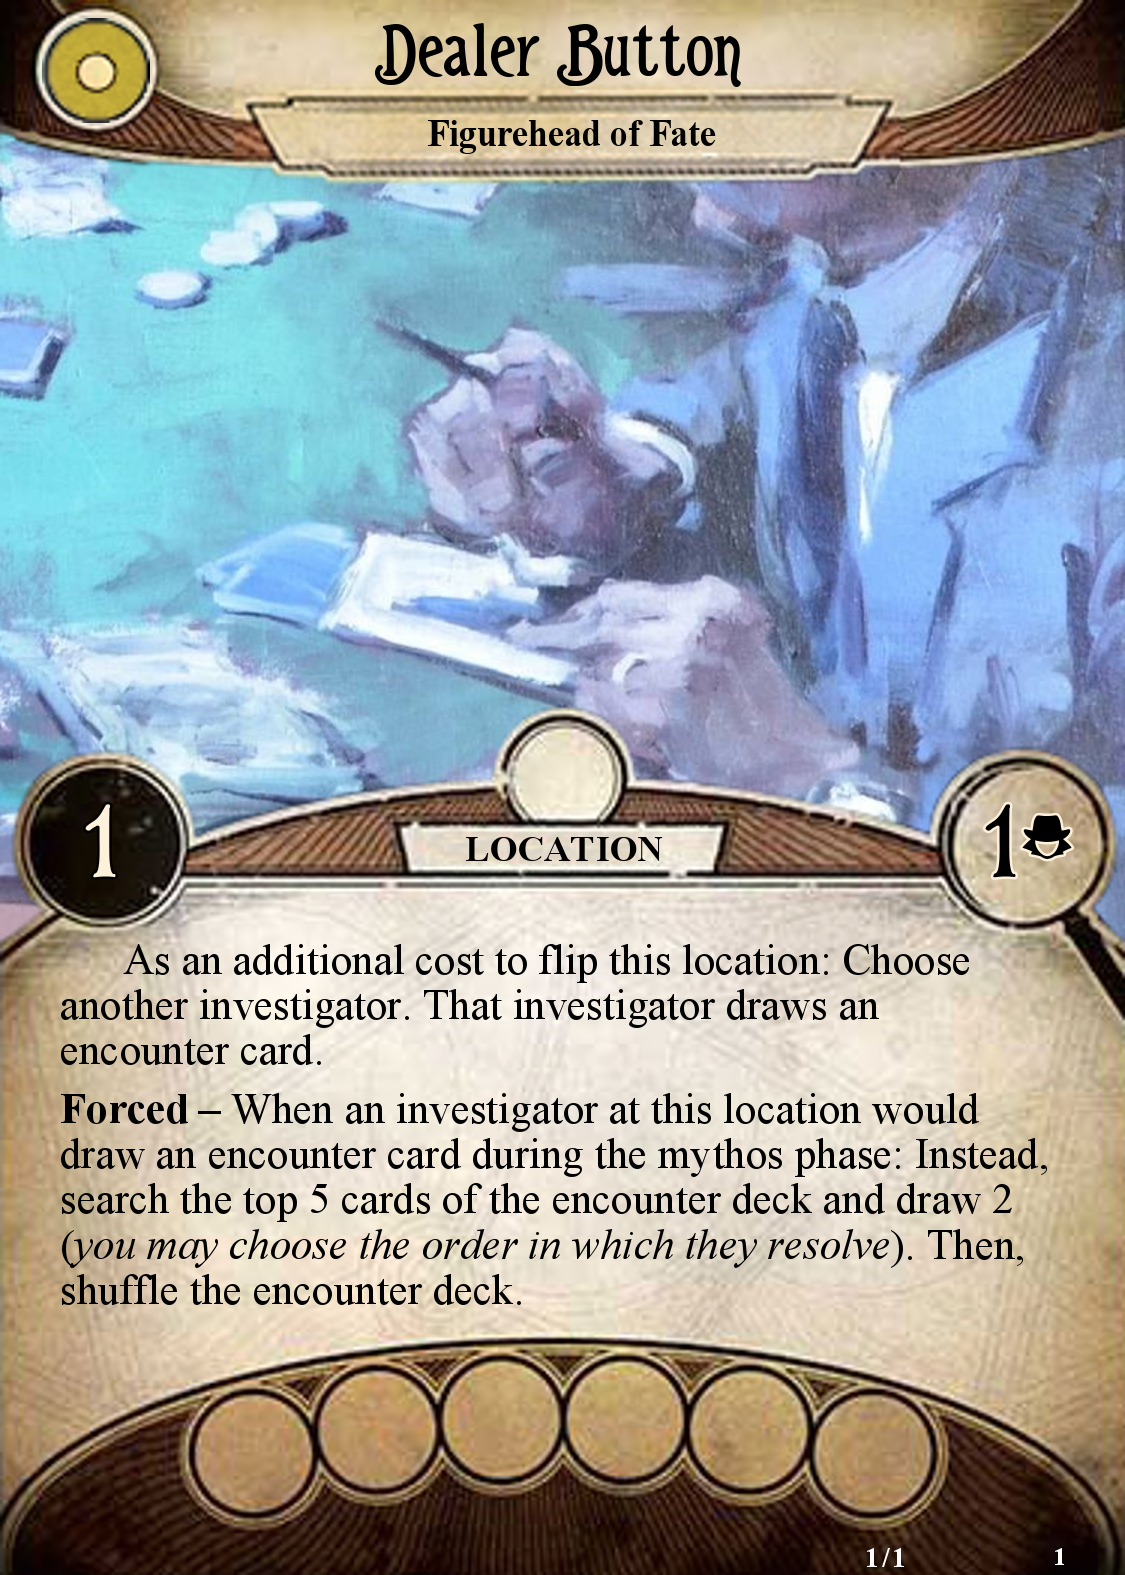 Dealer Button
Figurehead of Fate
1
LOCATION
1
As an additional cost to flip this location: Choose
another investigator. That investigator draws an
encounter card.
Forced – When an investigator at this location would
draw an encounter card during the mythos phase: Instead,
search the top 5 cards of the encounter deck and draw 2
(you may choose the order in which they resolve). Then,
shuffle the encounter deck.
1/1
1